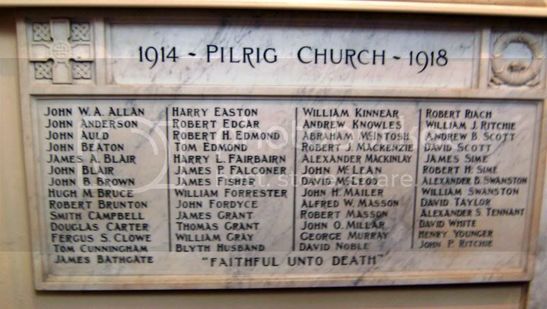 1914 - PILRIG CHURCH - 1918
JOHN W. A. ALLAN
JOHN ANDERSON
JOHN AULD
JOHN BEATON
JAMES A. BLAIR
JOHN BLAIR
JOHN B. BROWN
HUGH M. BRUCE
ROBERT BRUNTON
SMITH CAMPBELL
DOUGLAS CARTER
FERGUS S. CLOWE
TOM CUNNINGHAM
JAMES BATHGATE
HARRY EASTON
ROBERT EDGAR
ROBERT H. EDMOND
TOM EDMOND
HARRY L. FAIRBAIRN
JAMES P. FALCONER
JAMES FISHER
WILLIAM FORRESTER
JOHN FORDYCE
JAMES GRANT
THOMAS GRANT
WILLIAM GRAY
BLYTH HUSBAND
WILLIAM KINNEAR
ANDREW KNOWLES
ABRAHAM MCINTOSH
ROBERT J. MACKENZIE
ALEXANDER MACKINLAY
JOHN MCLEAN
DAVID MCLEOD
JOHN H. MAILER
ALFRED W. MASSON
ROBERT MASSON
JOHN O. MILLAR
GEORGE MURRAY
DAVID NOBLE
ROBERT RIACH
WILLIAM J. RITCHIE
ANDREW B. SCOTT
DAVID SCOTT
JAMES SIME
ROBERT H. SIME
ALEXANDER D. SWANSTON
WILLIAM SWANSTON
DAVID TAYLOR
ALEXANDER S. TENNANT
DAVID WHITE
HENRY YOUNGER
JOHN P. RITCHIE
"FAITHFUL UNTO DEATH"